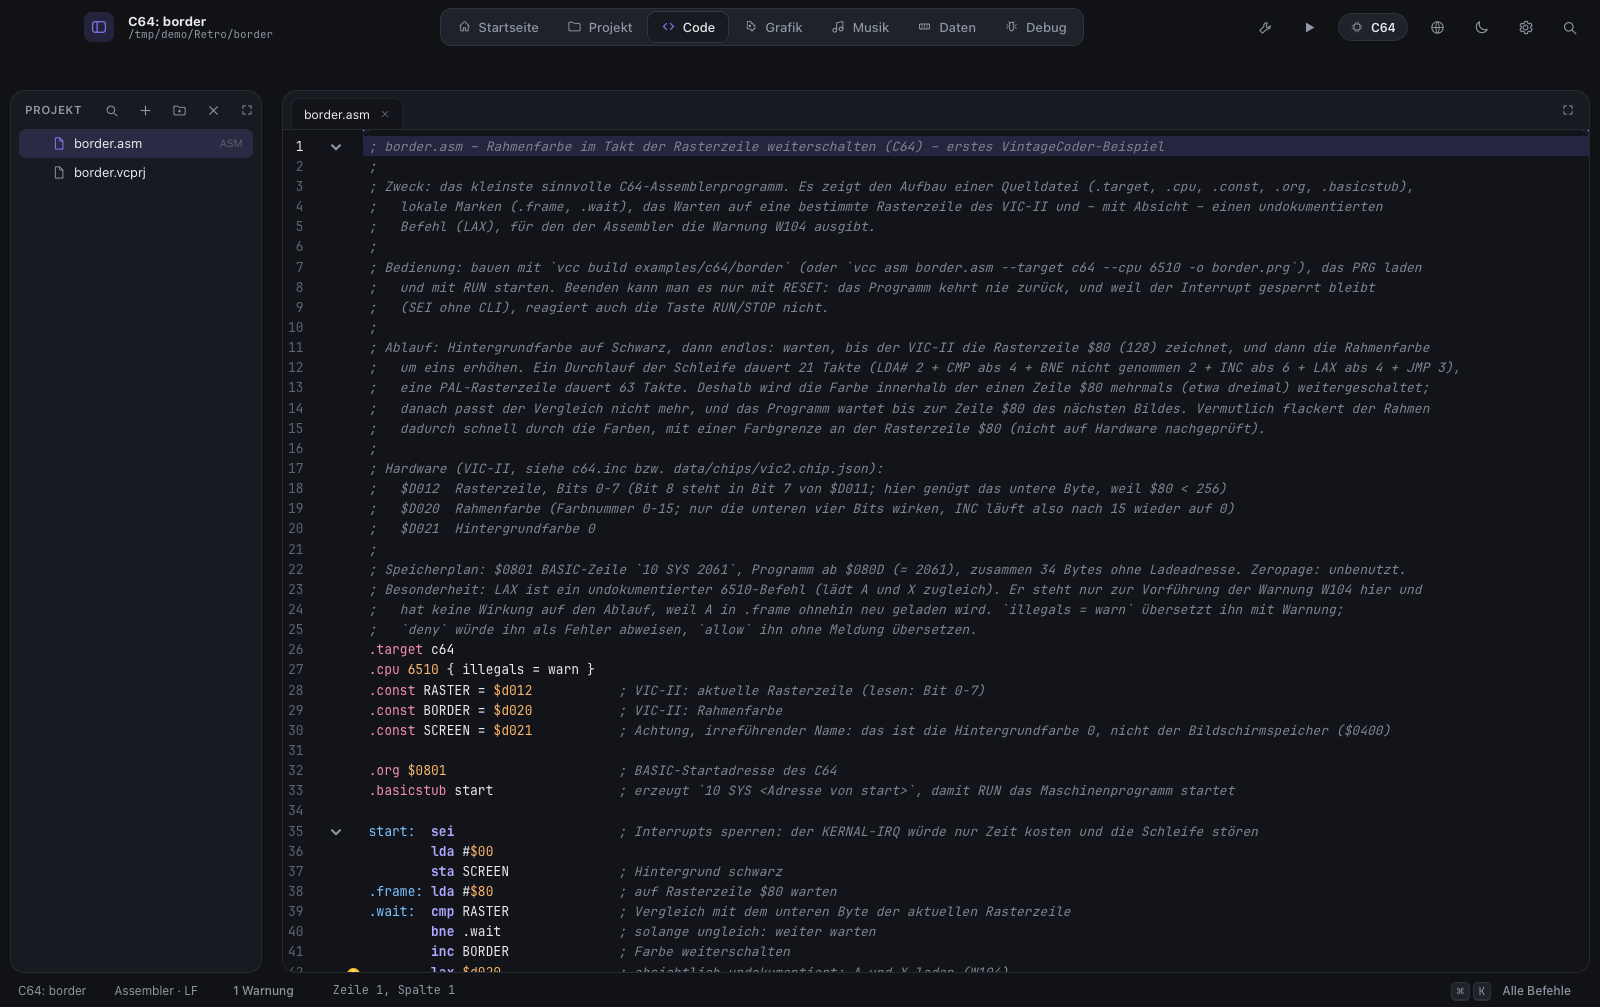 C64: border
/tmp/demo/Retro/border
Startseite Projekt Code Grafik Musik Daten Debug
C64
PROJEKT
border.asm ASM
border.vcprj
border.asm
1 ; border.asm – Rahmenfarbe im Takt der Rasterzeile weiterschalten (C64) – erstes VintageCoder-Beispiel
2 ;
3 ; Zweck: das kleinste sinnvolle C64-Assemblerprogramm. Es zeigt den Aufbau einer Quelldatei (.target, .cpu, .const, .org, .basicstub),
4 ;   lokale Marken (.frame, .wait), das Warten auf eine bestimmte Rasterzeile des VIC-II und – mit Absicht – einen undokumentierten
5 ;   Befehl (LAX), für den der Assembler die Warnung W104 ausgibt.
6 ;
7 ; Bedienung: bauen mit `vcc build examples/c64/border` (oder `vcc asm border.asm --target c64 --cpu 6510 -o border.prg`), das PRG laden
8 ;   und mit RUN starten. Beenden kann man es nur mit RESET: das Programm kehrt nie zurück, und weil der Interrupt gesperrt bleibt
9 ;   (SEI ohne CLI), reagiert auch die Taste RUN/STOP nicht.
10 ;
11 ; Ablauf: Hintergrundfarbe auf Schwarz, dann endlos: warten, bis der VIC-II die Rasterzeile $80 (128) zeichnet, und dann die Rahmenfarbe
12 ;   um eins erhöhen. Ein Durchlauf der Schleife dauert 21 Takte (LDA# 2 + CMP abs 4 + BNE nicht genommen 2 + INC abs 6 + LAX abs 4 + JMP 3),
13 ;   eine PAL-Rasterzeile dauert 63 Takte. Deshalb wird die Farbe innerhalb der einen Zeile $80 mehrmals (etwa dreimal) weitergeschaltet;
14 ;   danach passt der Vergleich nicht mehr, und das Programm wartet bis zur Zeile $80 des nächsten Bildes. Vermutlich flackert der Rahmen
15 ;   dadurch schnell durch die Farben, mit einer Farbgrenze an der Rasterzeile $80 (nicht auf Hardware nachgeprüft).
16 ;
17 ; Hardware (VIC-II, siehe c64.inc bzw. data/chips/vic2.chip.json):
18 ;   $D012  Rasterzeile, Bits 0-7 (Bit 8 steht in Bit 7 von $D011; hier genügt das untere Byte, weil $80 < 256)
19 ;   $D020  Rahmenfarbe (Farbnummer 0-15; nur die unteren vier Bits wirken, INC läuft also nach 15 wieder auf 0)
20 ;   $D021  Hintergrundfarbe 0
21 ;
22 ; Speicherplan: $0801 BASIC-Zeile `10 SYS 2061`, Programm ab $080D (= 2061), zusammen 34 Bytes ohne Ladeadresse. Zeropage: unbenutzt.
23 ; Besonderheit: LAX ist ein undokumentierter 6510-Befehl (lädt A und X zugleich). Er steht nur zur Vorführung der Warnung W104 hier und
24 ;   hat keine Wirkung auf den Ablauf, weil A in .frame ohnehin neu geladen wird. `illegals = warn` übersetzt ihn mit Warnung;
25 ;   `deny` würde ihn als Fehler abweisen, `allow` ihn ohne Meldung übersetzen.
26 .target c64
27 .cpu 6510 { illegals = warn }
28 .const RASTER = $d012           ; VIC-II: aktuelle Rasterzeile (lesen: Bit 0-7)
29 .const BORDER = $d020           ; VIC-II: Rahmenfarbe
30 .const SCREEN = $d021           ; Achtung, irreführender Name: das ist die Hintergrundfarbe 0, nicht der Bildschirmspeicher ($0400)
31
32 .org $0801                      ; BASIC-Startadresse des C64
33 .basicstub start                ; erzeugt `10 SYS <Adresse von start>`, damit RUN das Maschinenprogramm startet
34
35 start:  sei                     ; Interrupts sperren: der KERNAL-IRQ würde nur Zeit kosten und die Schleife stören
36         lda #$00
37         sta SCREEN              ; Hintergrund schwarz
38 .frame: lda #$80                ; auf Rasterzeile $80 warten
39 .wait:  cmp RASTER              ; Vergleich mit dem unteren Byte der aktuellen Rasterzeile
40         bne .wait               ; solange ungleich: weiter warten
41         inc BORDER              ; Farbe weiterschalten
42         lax $d020               ; absichtlich undokumentiert: A und X laden (W104)
C64: border Assembler · LF 1 Warnung Zeile 1, Spalte 1 ⌘ K Alle Befehle